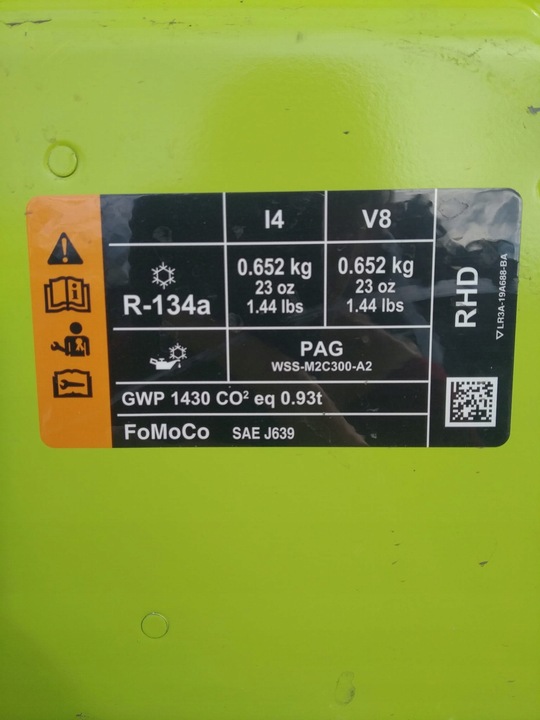 I4 V8
R-134a
0.652 kg 0.652 kg
23 oz 23 oz
1.44 lbs 1.44 lbs
PAG
WSS-M2C300-A2
GWP 1430 CO² eq 0.93t
FoMoCo SAE J639
RHD
LR3A-19A688-BA